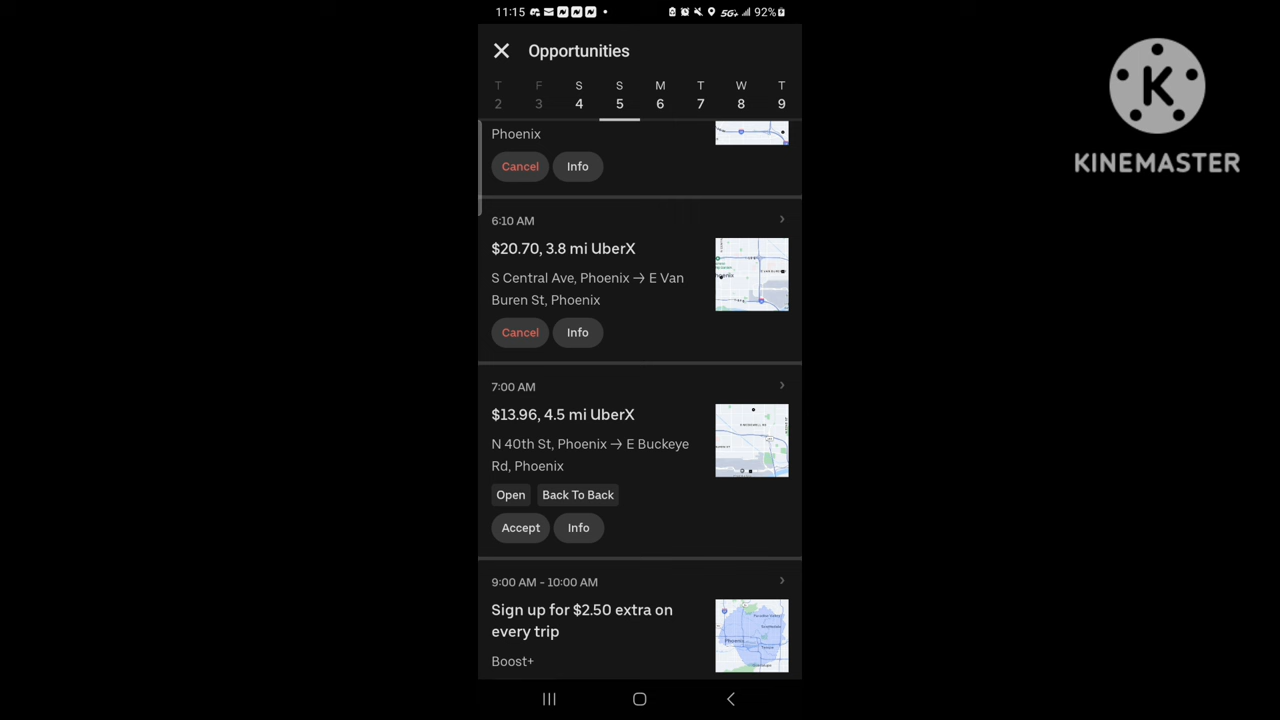 11:15 5G+ 92%
Opportunities
T F S S M T W T
2 3 4 5 6 7 8 9
Phoenix
Cancel Info
6:10 AM
$20.70, 3.8 mi UberX
S Central Ave, Phoenix → E Van
Buren St, Phoenix
Cancel Info
7:00 AM
$13.96, 4.5 mi UberX
N 40th St, Phoenix → E Buckeye
Rd, Phoenix
Open Back To Back
Accept Info
9:00 AM - 10:00 AM
Sign up for $2.50 extra on
every trip
Boost+
Phoenix
K
KINEMASTER